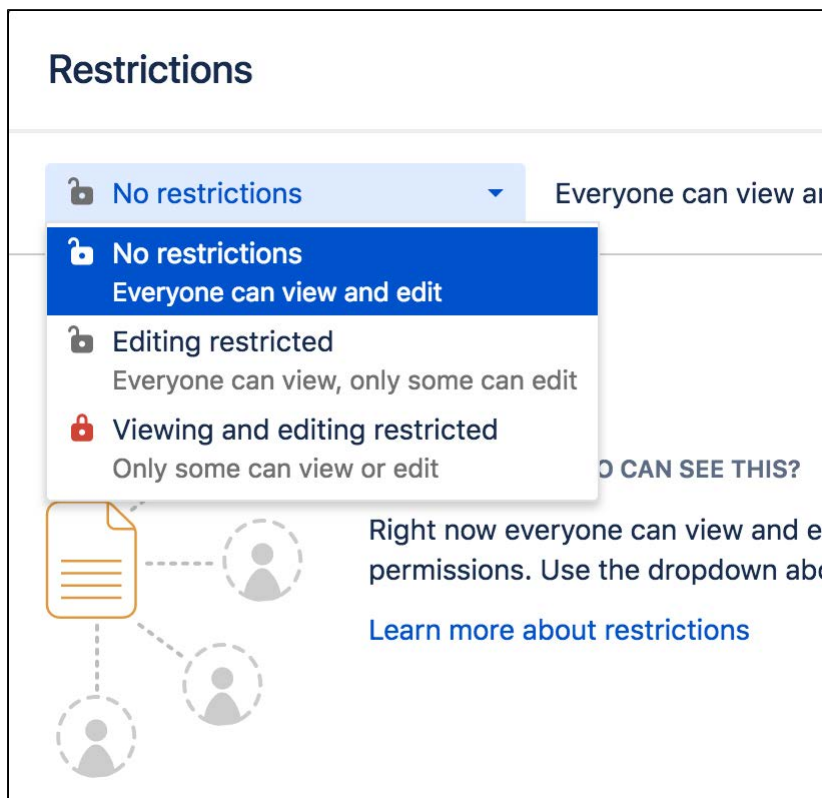 Restrictions
No restrictions
Everyone can view
No restrictions
Everyone can view and edit
Editing restricted
Everyone can view, only some can edit
Viewing and editing restricted
Only some can view or edit
CAN SEE THIS?
Right now everyone can view and
permissions. Use the dropdown
Learn more about restrictions